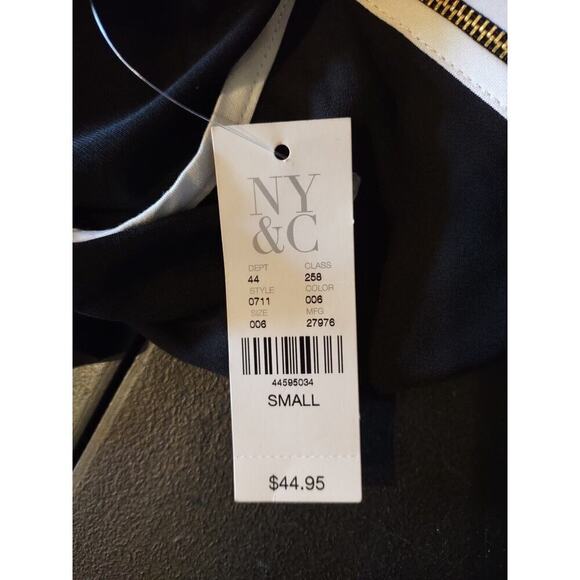 NY
&C
DEPT CLASS
44 258
STYLE COLOR
0711 006
SIZE MFG
006 27976
44595034
SMALL
$44.95